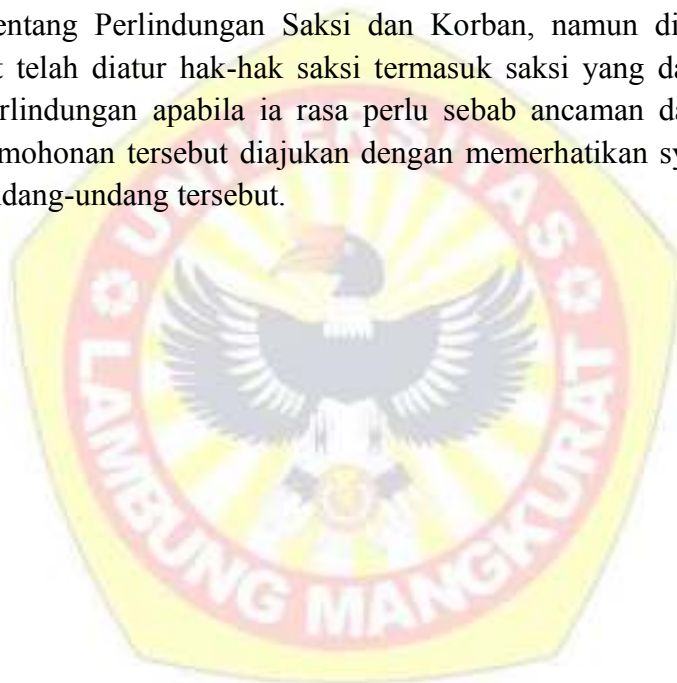 entang Perlindungan Saksi dan Korban, namun di
t telah diatur hak-hak saksi termasuk saksi yang da
rlindungan apabila ia rasa perlu sebab ancaman da
mohonan tersebut diajukan dengan memerhatikan sy
dang-undang tersebut.
UNIVERSITAS
LAMBUNG MANGKURAT